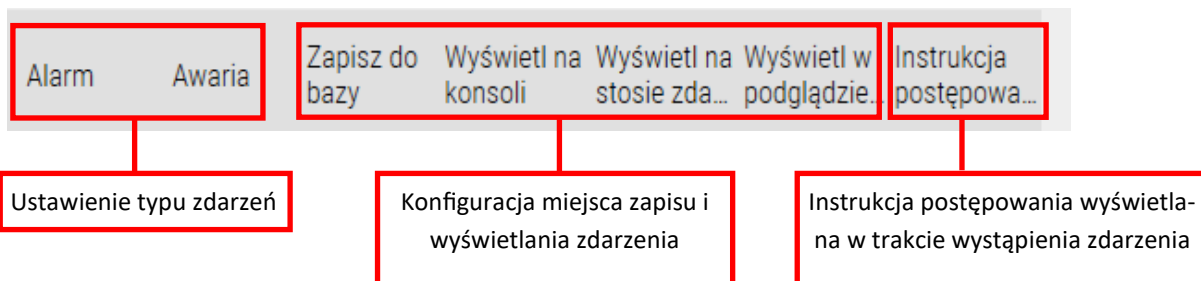 Alarm
Awaria
Zapisz do
bazy
Wyświetl na
konsoli
Wyświetl na
stosie zda...
Wyświetl w
podglądzie...
Instrukcja
postępowa...
Ustawienie typu zdarzeń
Konfiguracja miejsca zapisu i
wyświetlania zdarzenia
Instrukcja postępowania wyświetla-
na w trakcie wystąpienia zdarzenia